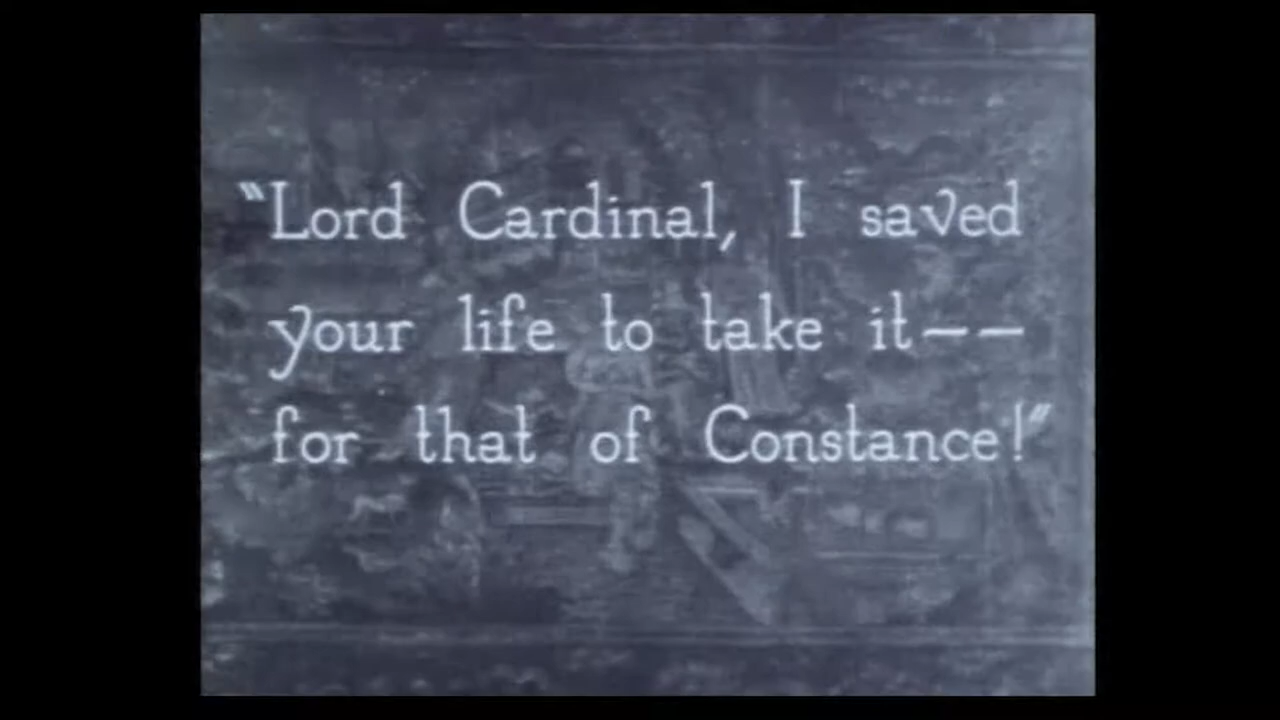 "Lord Cardinal, I saved
your life to take it--
for that of Constance!"